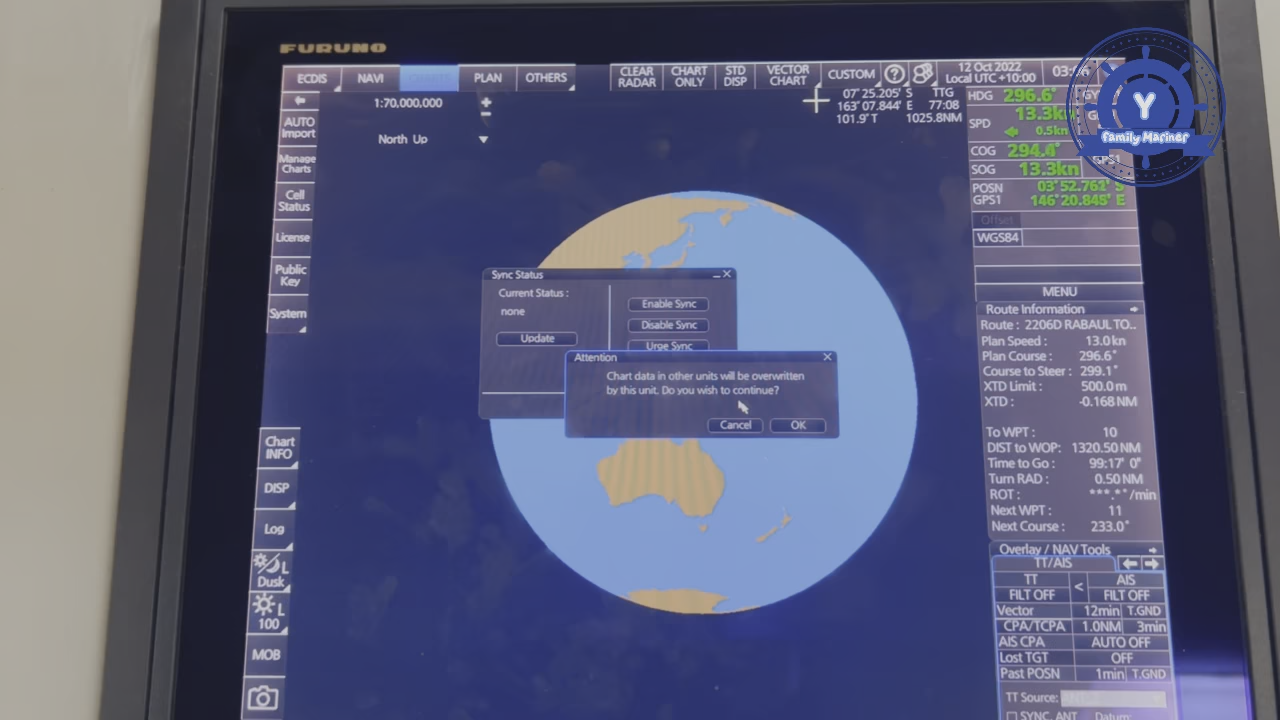 FURUNO
ECDIS NAVI CHARTS PLAN OTHERS CLEAR RADAR CHART ONLY STD DISP VECTOR CHART CUSTOM ? 12 Oct 2022 Local UTC +10:00
1:70,000,000 + −
North Up
07°25.205' S TTG
163°07.844' E 77:08
101.9°T 1025.8NM
AUTO Import
Manage Charts
Cell Status
License
Public Key
System
Chart INFO
DISP
Log
L
Dusk
L
100
MOB
Sync Status
Current Status :
none
Update
Enable Sync
Disable Sync
Urge Sync
Attention
Chart data in other units will be overwritten
by this unit. Do you wish to continue?
Cancel OK
HDG 296.6°
SPD 13.3kn
0.5kn
COG 294.4°
SOG 13.3kn
POSN 03°52.761' S
GPS1 146°20.845' E
Offset
WGS84
MENU
Route Information
Route : 2206D RABAUL TO..
Plan Speed : 13.0kn
Plan Course : 296.6°
Course to Steer : 299.1°
XTD Limit : 500.0m
XTD : -0.168NM
To WPT : 10
DIST to WOP: 1320.50NM
Time to Go : 99:17' 0"
Turn RAD : 0.50NM
ROT : ***.*°/min
Next WPT : 11
Next Course : 233.0°
Overlay / NAV Tools
TT/AIS
TT < AIS
FILT OFF FILT OFF
Vector 12min T.GND
CPA/TCPA 1.0NM 3min
AIS CPA AUTO OFF
Lost TGT OFF
Past POSN 1min T.GND
TT Source:
SYNC. ANT Datum:
Y
family Mariner